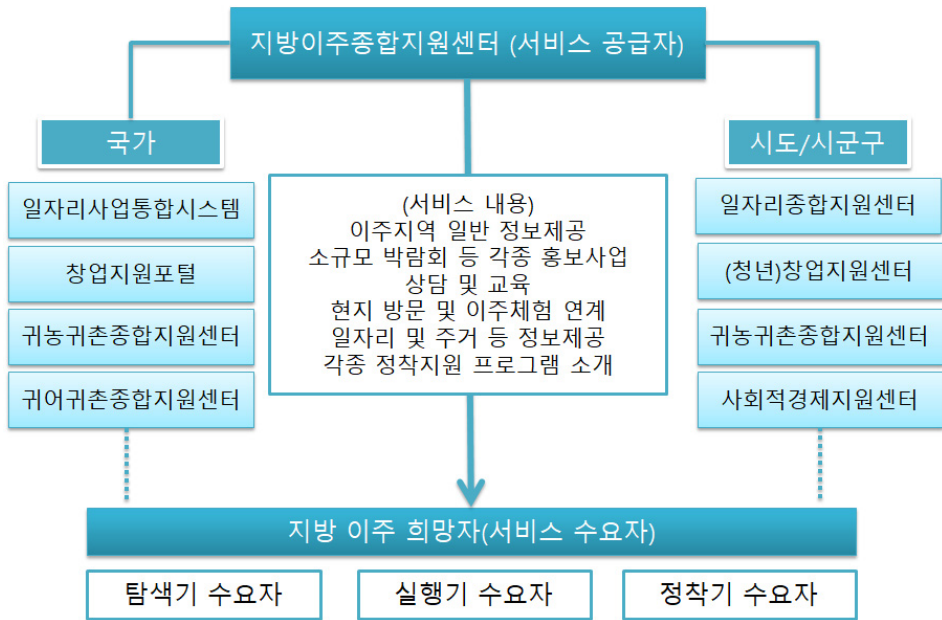 지방이주종합지원센터 (서비스 공급자)
국가
일자리사업통합시스템
창업지원포털
귀농귀촌종합지원센터
귀어귀촌종합지원센터
(서비스 내용)
이주지역 일반 정보제공
소규모 박람회 등 각종 홍보사업
상담 및 교육
현지 방문 및 이주체험 연계
일자리 및 주거 등 정보제공
각종 정착지원 프로그램 소개
시도/시군구
일자리종합지원센터
(청년)창업지원센터
귀농귀촌종합지원센터
사회적경제지원센터
지방 이주 희망자(서비스 수요자)
탐색기 수요자
실행기 수요자
정착기 수요자